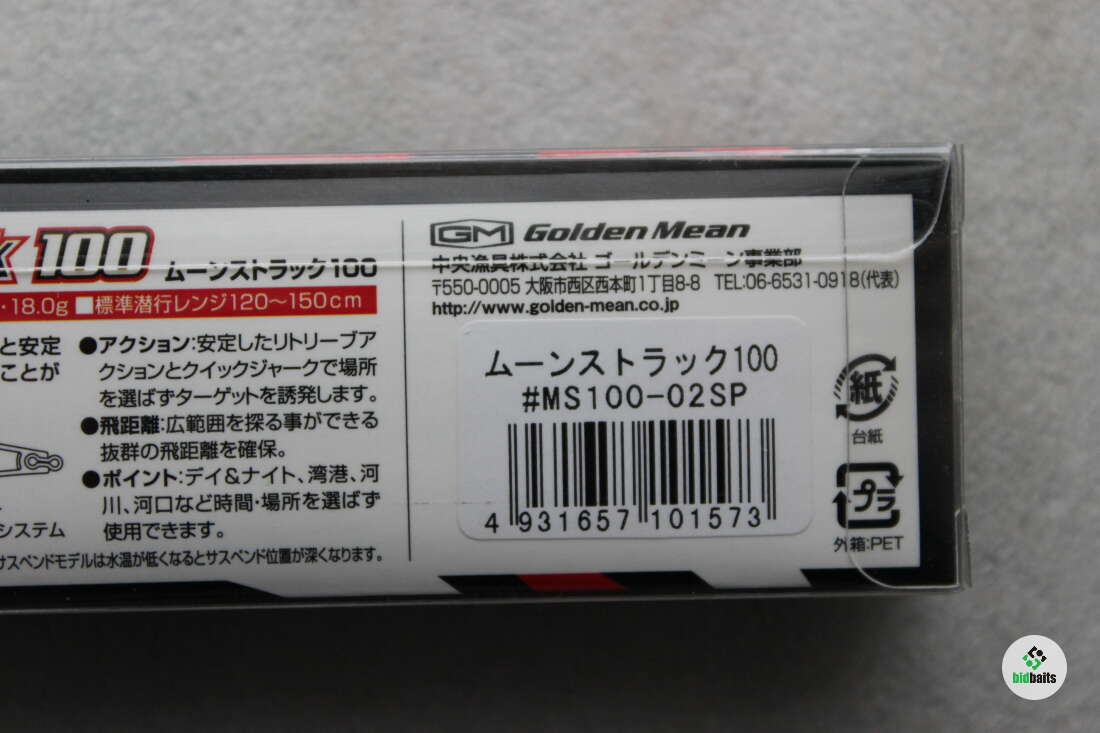 100 ムーンストラック100
・18.0g ■標準潜行レンジ120～150cm
と安定
ことが
●アクション:安定したリトリーブア
クションとクイックジャークで場所
を選ばずターゲットを誘発します。
●飛距離:広範囲を探る事ができる
抜群の飛距離を確保。
●ポイント:デイ&ナイト、湾港、河
川、河口など時間・場所を選ばず
使用できます。
システム
サスペンドモデルは水温が低くなるとサスペンド位置が深くなります。
GM Golden Mean
中央漁具株式会社 ゴールデンミーン事業部
〒550-0005 大阪市西区西本町1丁目8-8 TEL:06-6531-0918(代表)
http://www.golden-mean.co.jp
ムーンストラック100
#MS100-02SP
4 931657 101573
紙
台紙
プラ
外箱:PET
bidbaits